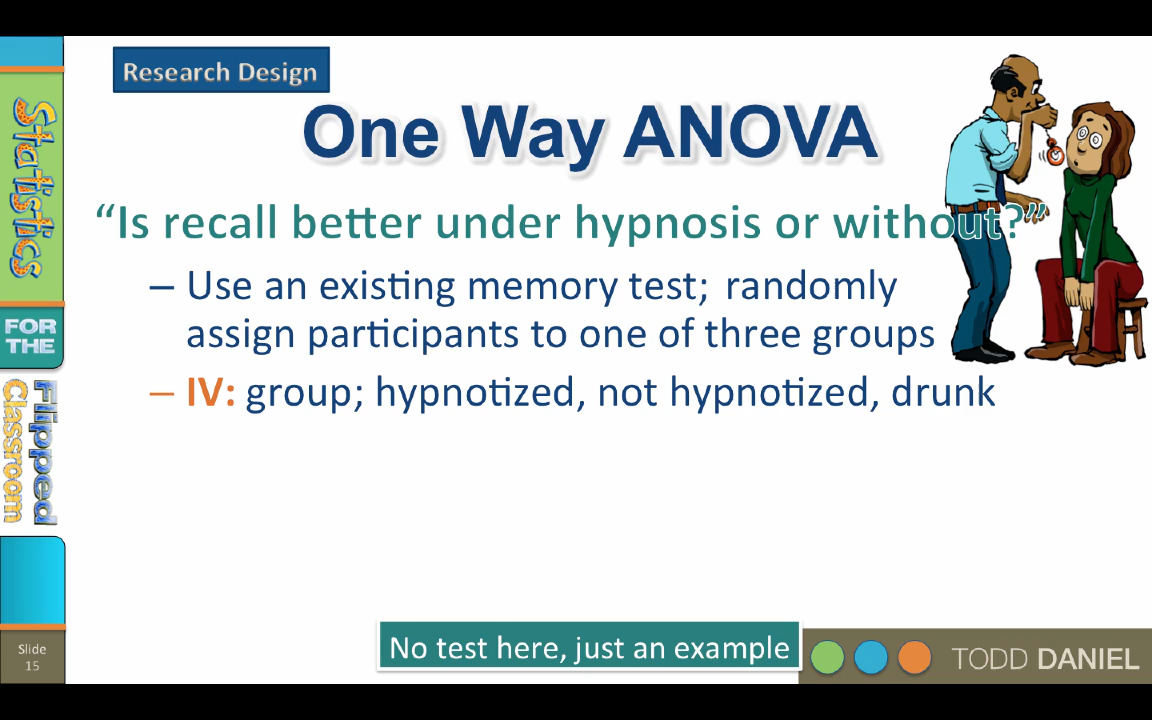 Research Design
One Way ANOVA
“Is recall better under hypnosis or without?”
– Use an existing memory test; randomly
assign participants to one of three groups
– IV: group; hypnotized, not hypnotized, drunk
No test here, just an example
Statistics
FOR
THE
Flipped
Classroom
Slide
15
TODD DANIEL